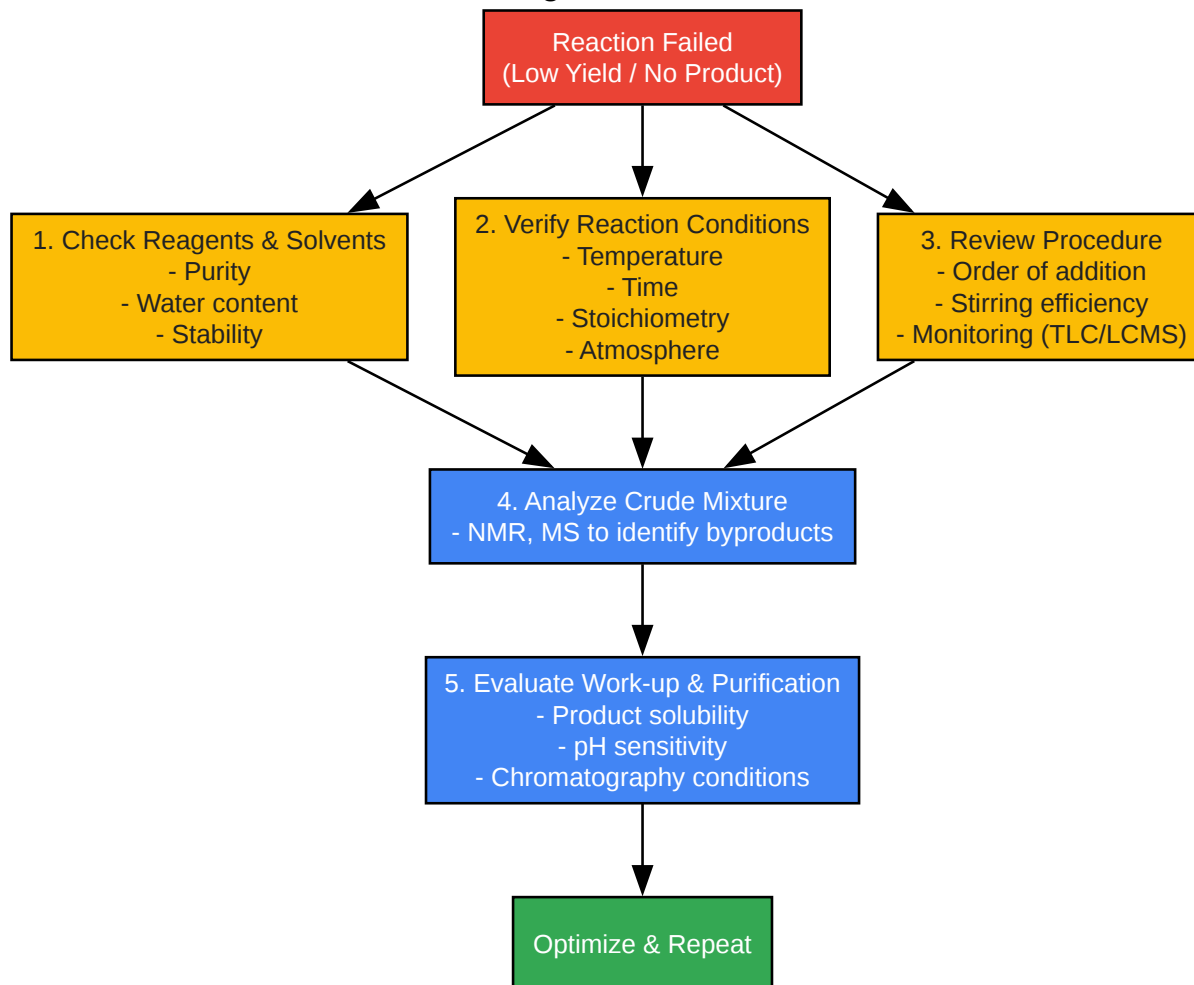 Reaction Failed
(Low Yield / No Product)
1. Check Reagents & Solvents
- Purity
- Water content
- Stability
2. Verify Reaction Conditions
- Temperature
- Time
- Stoichiometry
- Atmosphere
3. Review Procedure
- Order of addition
- Stirring efficiency
- Monitoring (TLC/LCMS)
4. Analyze Crude Mixture
- NMR, MS to identify byproducts
5. Evaluate Work-up & Purification
- Product solubility
- pH sensitivity
- Chromatography conditions
Optimize & Repeat